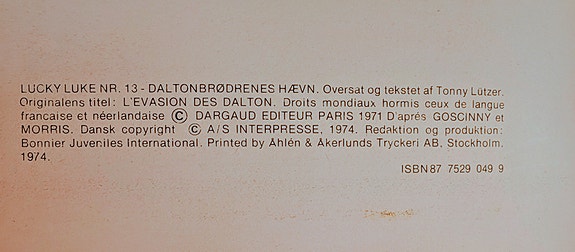 LUCKY LUKE NR. 13 - DALTONBRØDRENES HÆVN. Oversat og tekstet af Tonny Lützer.
Originalens titel: L'EVASION DES DALTON. Droits mondiaux hormis ceux de langue
francaise et néerlandaise © DARGAUD EDITEUR PARIS 1971 D'aprés GOSCINNY et
MORRIS. Dansk copyright © A/S INTERPRESSE, 1974. Redaktion og produktion:
Bonnier Juveniles International. Printed by Åhlén & Åkerlunds Tryckeri AB, Stockholm.
1974.
ISBN 87 7529 049 9